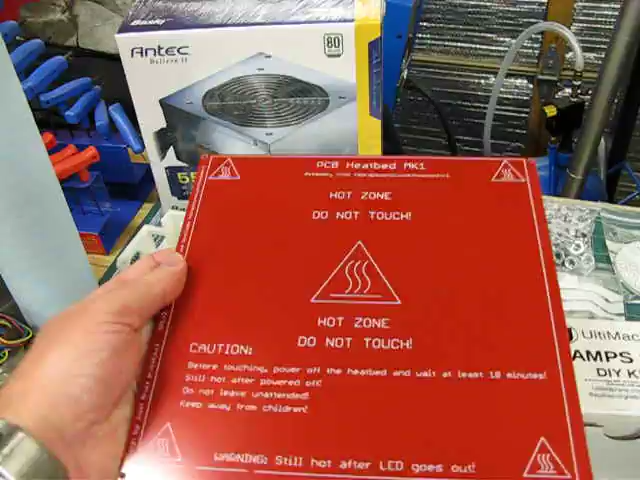 Antec
Believe It
80
PCB Heatbed MK1
HOT ZONE
DO NOT TOUCH!
HOT ZONE
DO NOT TOUCH!
CAUTION:
Before touching, power off the heatbed and wait at least 10 minutes!
Still hot after powered off!
Do not leave unattended!
Keep away from children!
WARNING: Still hot after LED goes out!
UltiMac
AMPS
DIY K